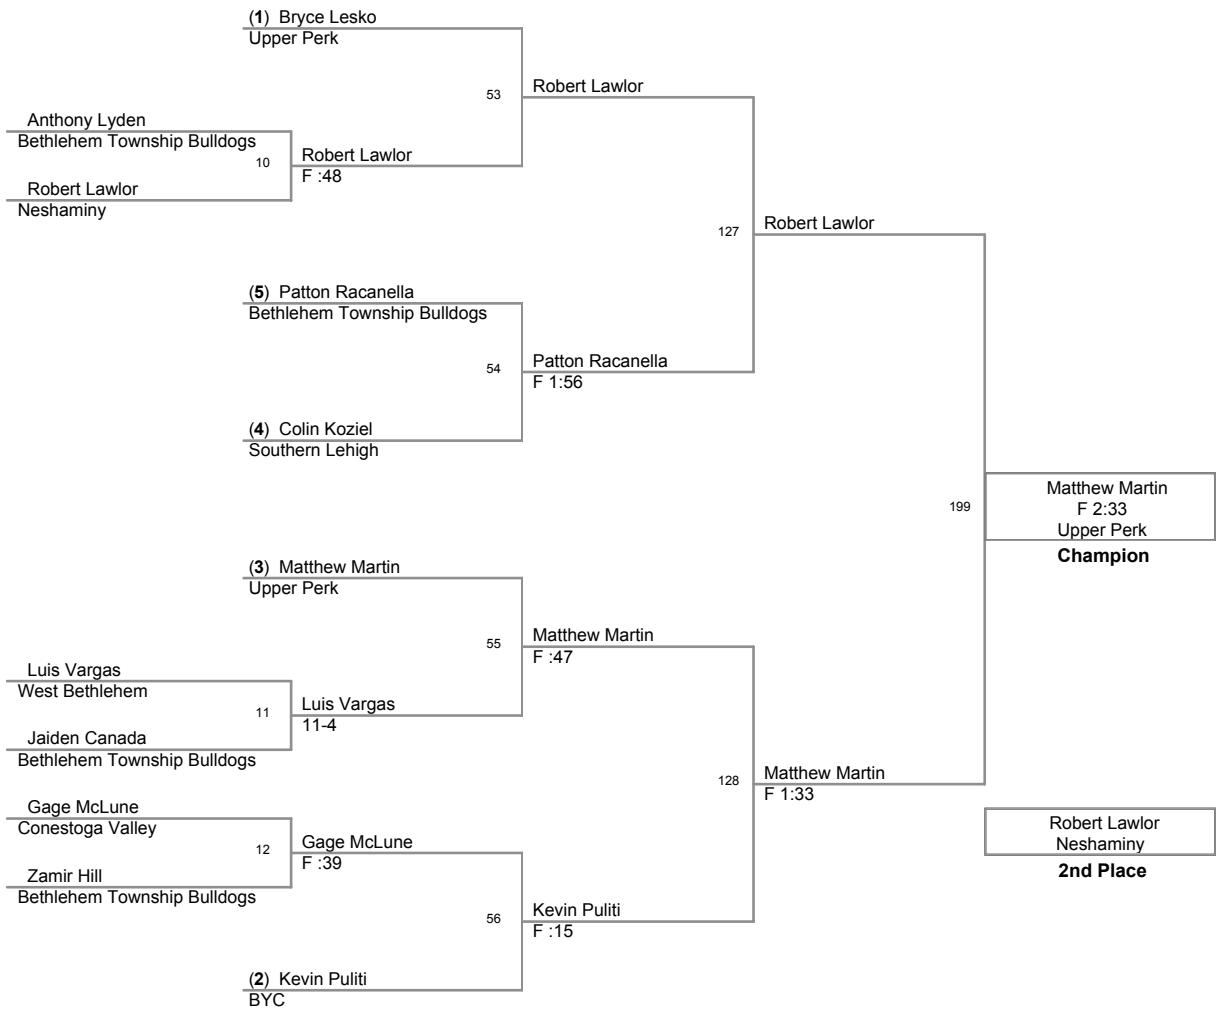 (1) Bryce Lesko
Upper Perk
53
Robert Lawlor
Anthony Lyden
Bethlehem Township Bulldogs
10
Robert Lawlor
F :48
Robert Lawlor
Neshaminy
127
Robert Lawlor
(5) Patton Racanella
Bethlehem Township Bulldogs
54
Patton Racanella
F 1:56
(4) Colin Koziel
Southern Lehigh
199
Matthew Martin
F 2:33
Upper Perk
Champion
(3) Matthew Martin
Upper Perk
55
Matthew Martin
F :47
Luis Vargas
West Bethlehem
11
Luis Vargas
11-4
Jaiden Canada
Bethlehem Township Bulldogs
128
Matthew Martin
F 1:33
Gage McLune
Conestoga Valley
12
Gage McLune
F :39
Zamir Hill
Bethlehem Township Bulldogs
Robert Lawlor
Neshaminy
2nd Place
56
Kevin Puliti
F :15
(2) Kevin Puliti
BYC